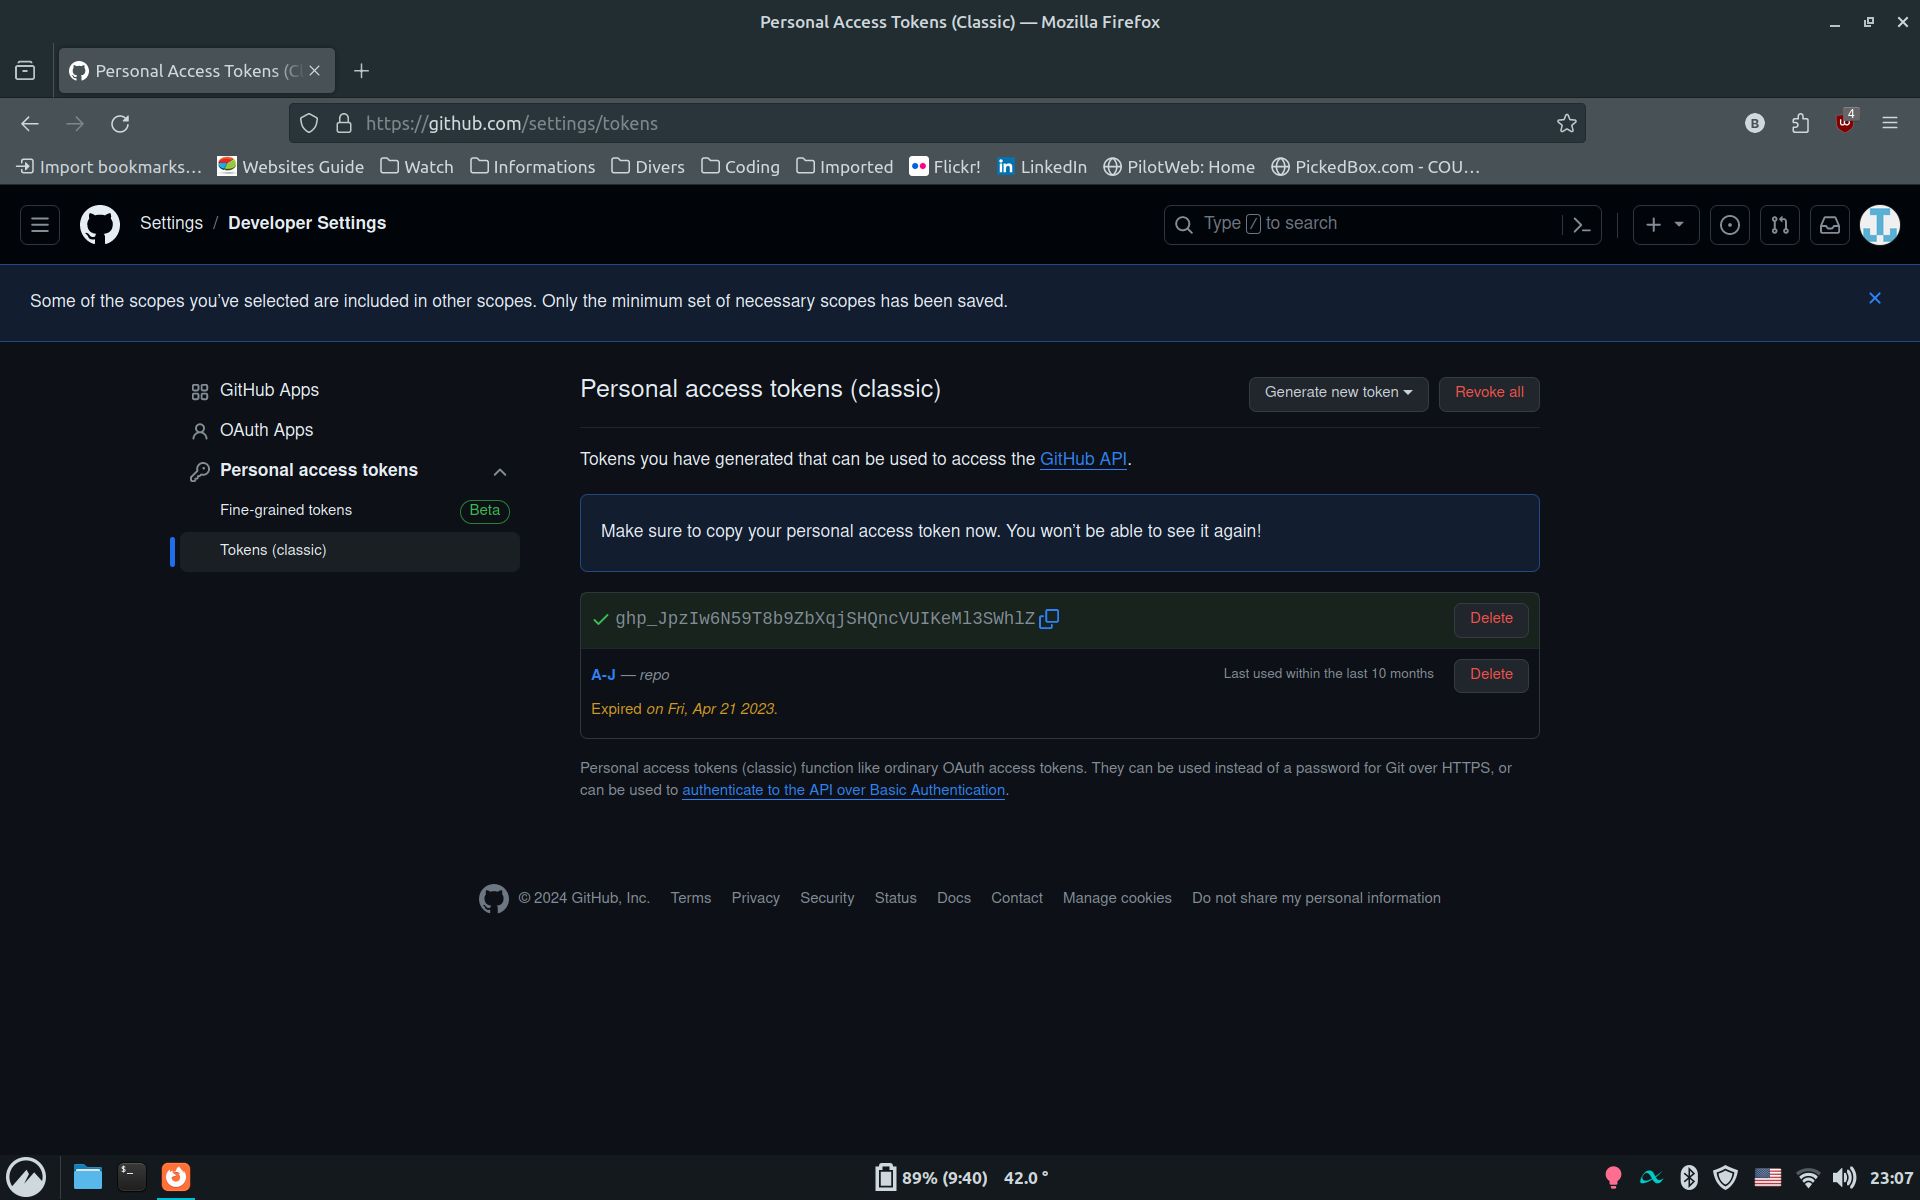 Personal Access Tokens (Classic) — Mozilla Firefox
Personal Access Tokens (Cl
https://github.com/settings/tokens
B
4
Import bookmarks…
Websites Guide
Watch
Informations
Divers
Coding
Imported
Flickr!
LinkedIn
PilotWeb: Home
PickedBox.com - COU…
Settings / Developer Settings
Type / to search
Some of the scopes you’ve selected are included in other scopes. Only the minimum set of necessary scopes has been saved.
GitHub Apps
OAuth Apps
Personal access tokens
Fine-grained tokens
Beta
Tokens (classic)
Personal access tokens (classic)
Generate new token
Revoke all
Tokens you have generated that can be used to access the GitHub API.
Make sure to copy your personal access token now. You won’t be able to see it again!
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
Delete
A-J — repo
Last used within the last 10 months
Delete
Expired on Fri, Apr 21 2023.
Personal access tokens (classic) function like ordinary OAuth access tokens. They can be used instead of a password for Git over HTTPS, or
can be used to authenticate to the API over Basic Authentication.
© 2024 GitHub, Inc.
Terms
Privacy
Security
Status
Docs
Contact
Manage cookies
Do not share my personal information
89% (9:40)
42.0 °
23:07